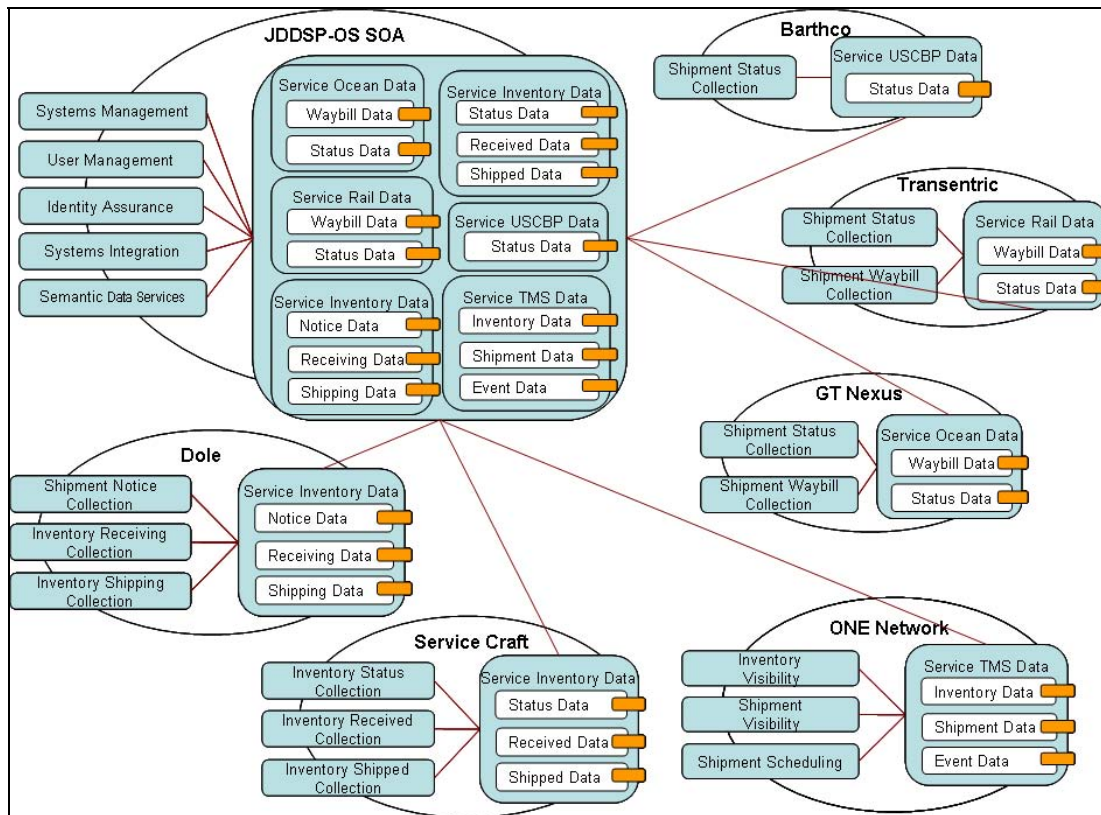 JDDSP-OS SOA
Systems Management
User Management
Identity Assurance
Systems Integration
Semantic Data Services
Service Ocean Data
Waybill Data
Status Data
Service Rail Data
Waybill Data
Status Data
Service Inventory Data
Notice Data
Receiving Data
Shipping Data
Service Inventory Data
Status Data
Received Data
Shipped Data
Service USCBP Data
Status Data
Service TMS Data
Inventory Data
Shipment Data
Event Data
Barthco
Shipment Status
Collection
Service USCBP Data
Status Data
Transentric
Shipment Status
Collection
Shipment Waybill
Collection
Service Rail Data
Waybill Data
Status Data
GT Nexus
Shipment Status
Collection
Shipment Waybill
Collection
Service Ocean Data
Waybill Data
Status Data
Dole
Shipment Notice
Collection
Inventory Receiving
Collection
Inventory Shipping
Collection
Service Inventory Data
Notice Data
Receiving Data
Shipping Data
Service Craft
Inventory Status
Collection
Inventory Received
Collection
Inventory Shipped
Collection
Service Inventory Data
Status Data
Received Data
Shipped Data
ONE Network
Inventory
Visibility
Shipment
Visibility
Shipment Scheduling
Service TMS Data
Inventory Data
Shipment Data
Event Data